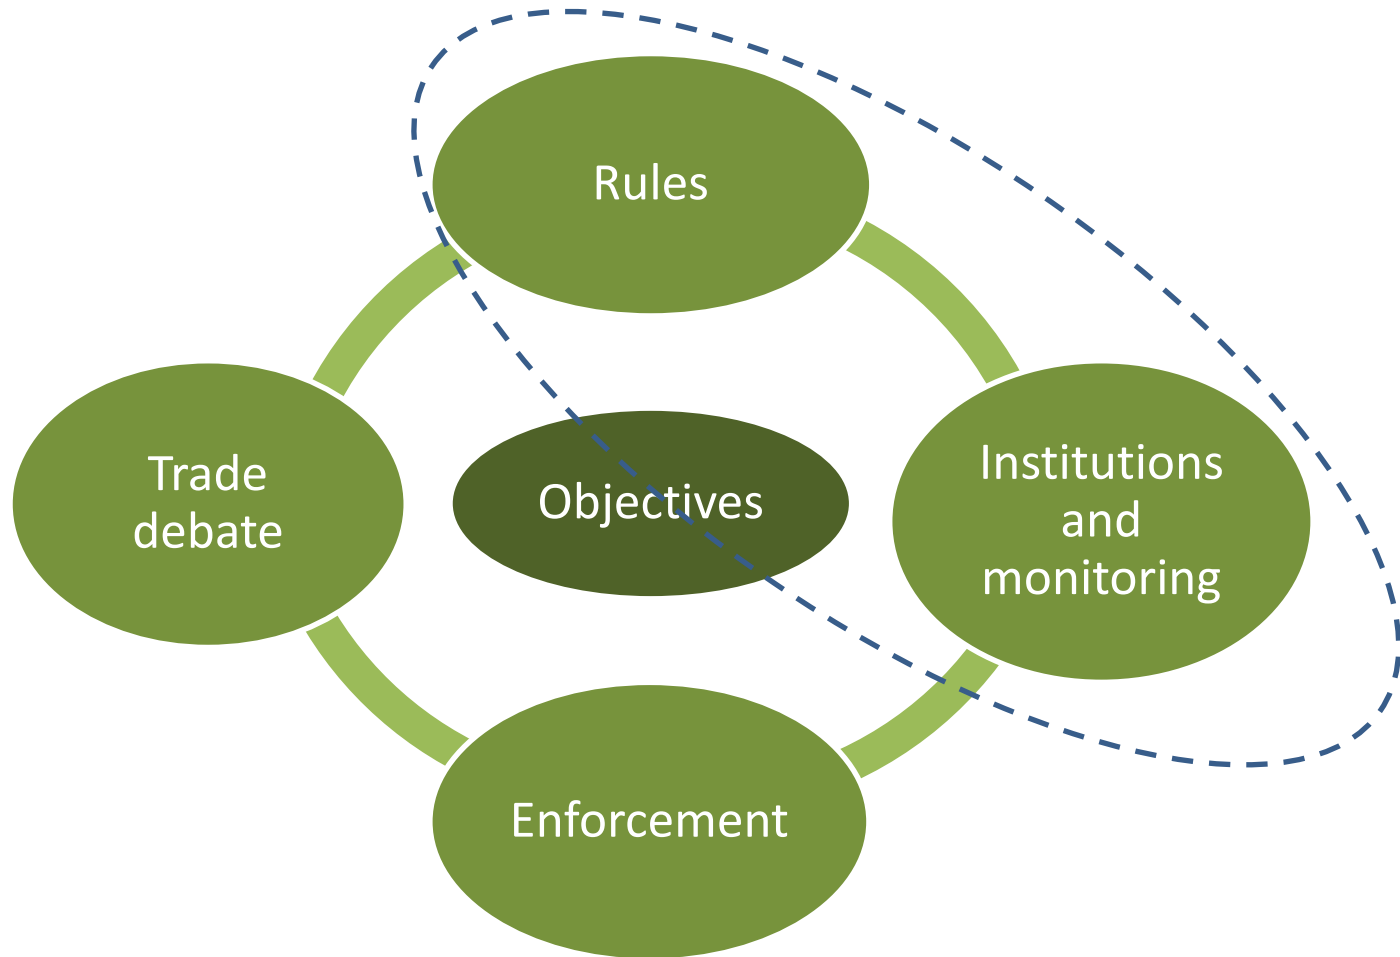 Rules
Trade
debate
Objectives
Institutions
and
monitoring
Enforcement